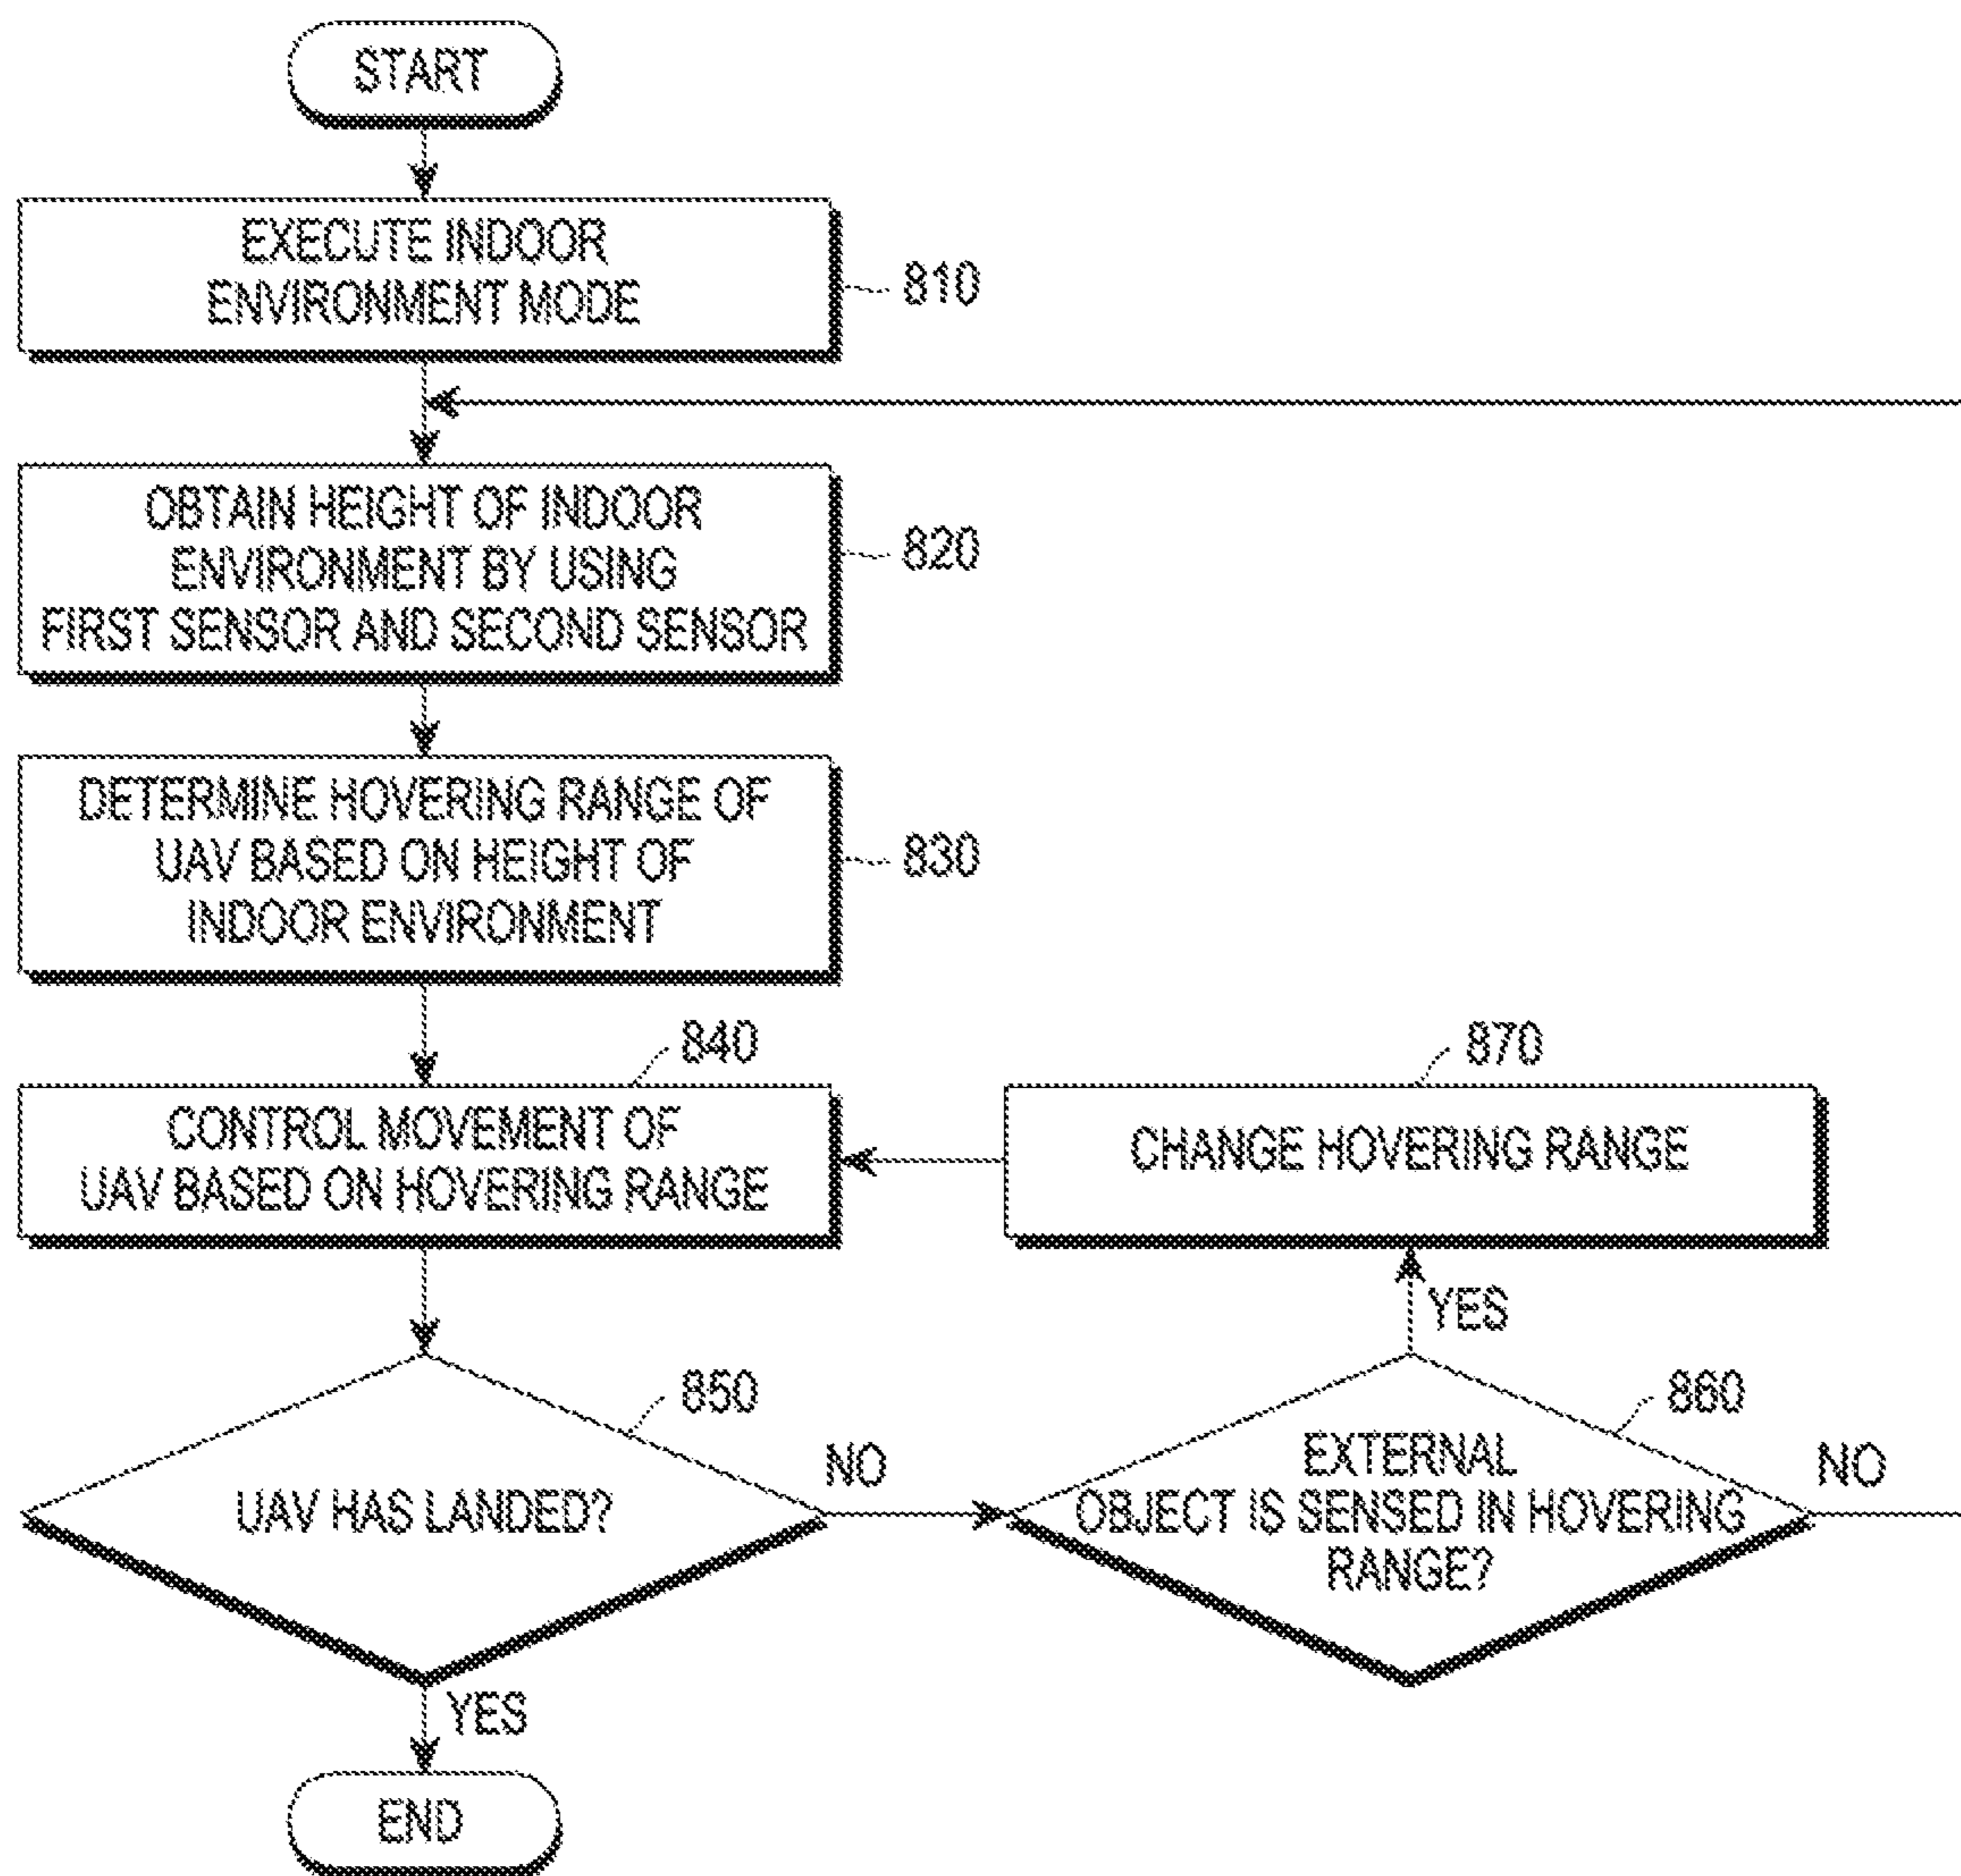 START
EXECUTE INDOOR
ENVIRONMENT MODE
810
OBTAIN HEIGHT OF INDOOR
ENVIRONMENT BY USING
FIRST SENSOR AND SECOND SENSOR
820
DETERMINE HOVERING RANGE OF
UAV BASED ON HEIGHT OF
INDOOR ENVIRONMENT
830
840
CONTROL MOVEMENT OF
UAV BASED ON HOVERING RANGE
870
CHANGE HOVERING RANGE
YES
850
UAV HAS LANDED?
NO
860
EXTERNAL
OBJECT IS SENSED IN HOVERING
RANGE?
NO
YES
END